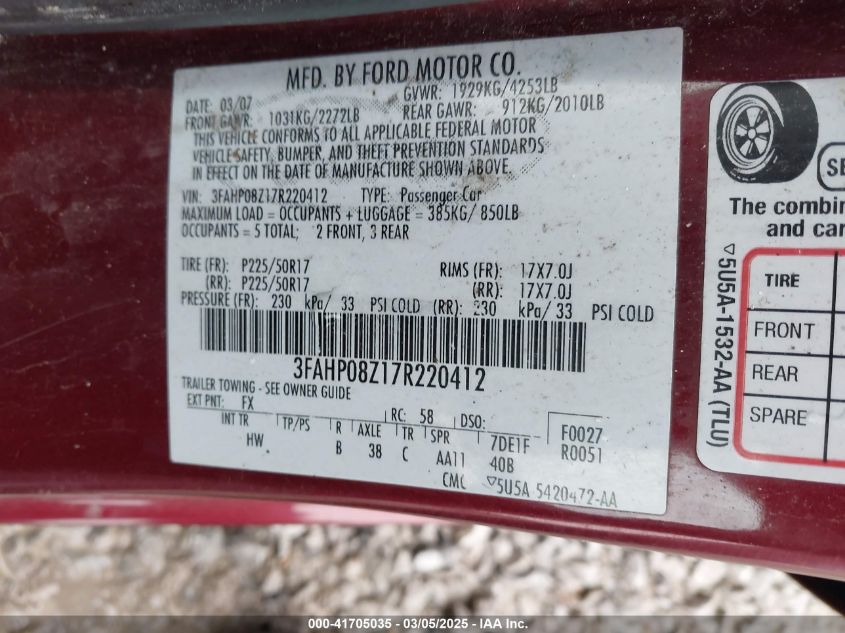 MFD. BY FORD MOTOR CO.
DATE: 03/07 GVWR: 1929KG/4253LB
FRONT GAWR: 1031KG/2272LB REAR GAWR: 912KG/2010LB
THIS VEHICLE CONFORMS TO ALL APPLICABLE FEDERAL MOTOR
VEHICLE SAFETY, BUMPER, AND THEFT PREVENTION STANDARDS
IN EFFECT ON THE DATE OF MANUFACTURE SHOWN ABOVE.
VIN: 3FAHP08Z17R220412 TYPE: Passenger Car
MAXIMUM LOAD = OCCUPANTS + LUGGAGE = 385KG/ 850LB
OCCUPANTS = 5 TOTAL; 2 FRONT, 3 REAR
TIRE (FR): P225/50R17 RIMS (FR): 17X7.0J
(RR): P225/50R17 (RR): 17X7.0J
PRESSURE (FR): 230 kPa/ 33 PSI COLD (RR): 230 kPa/ 33 PSI COLD
3FAHP08Z17R220412
TRAILER TOWING - SEE OWNER GUIDE
EXT PNT: FX RC: 58 DSO: F0027
INT TR TP/PS R AXLE TR SPR 7DE1F R0051
HW B 38 C AA11 40B
CMC ▽5U5A 5420472-AA
SE
The combin
and car
TIRE
FRONT
REAR
SPARE
▽5U5A-1532-AA (TLU)
000-41705035 - 03/05/2025 - IAA Inc.